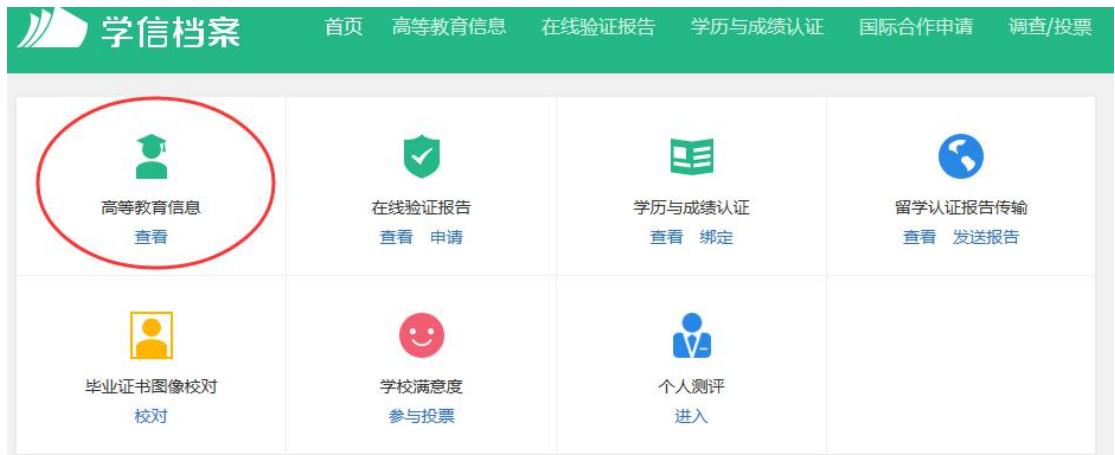 学信档案 首页 高等教育信息 在线验证报告 学历与成绩认证 国际合作申请 调查/投票
高等教育信息 在线验证报告 学历与成绩认证 留学认证报告传输
查看 查看 申请 查看 绑定 查看 发送报告
毕业证书图像校对 学校满意度 个人测评
校对 参与投票 进入